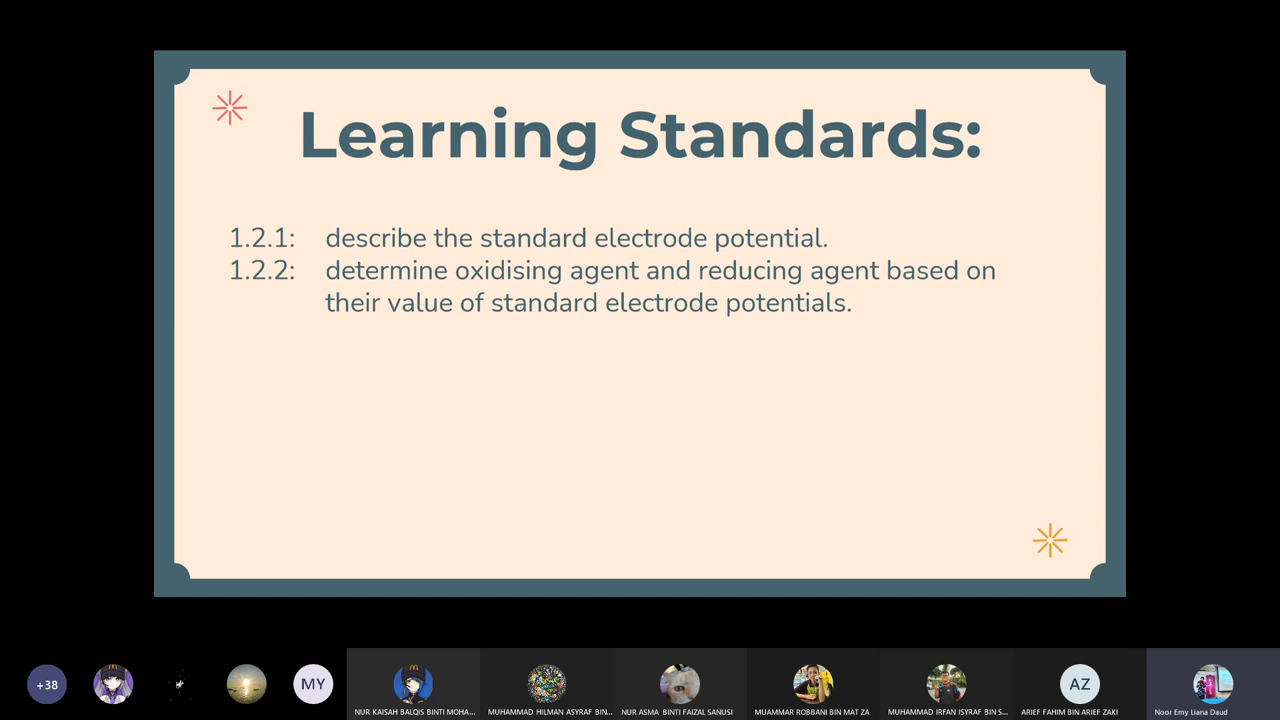 Learning Standards:
1.2.1: describe the standard electrode potential.
1.2.2: determine oxidising agent and reducing agent based on
their value of standard electrode potentials.
+38
MY
AZ
NUR KAISAH BALQIS BINTI MOHA...
MUHAMMAD HILMAN ASYRAF BIN...
NUR ASMA BINTI FAIZAL SANUSI
MUAMMAR ROBBANI BIN MAT ZA
MUHAMMAD IRFAN ISYRAF BIN S...
ARIEF FAHIM BIN ARIEF ZAKI
Noor Emy Liana Daud